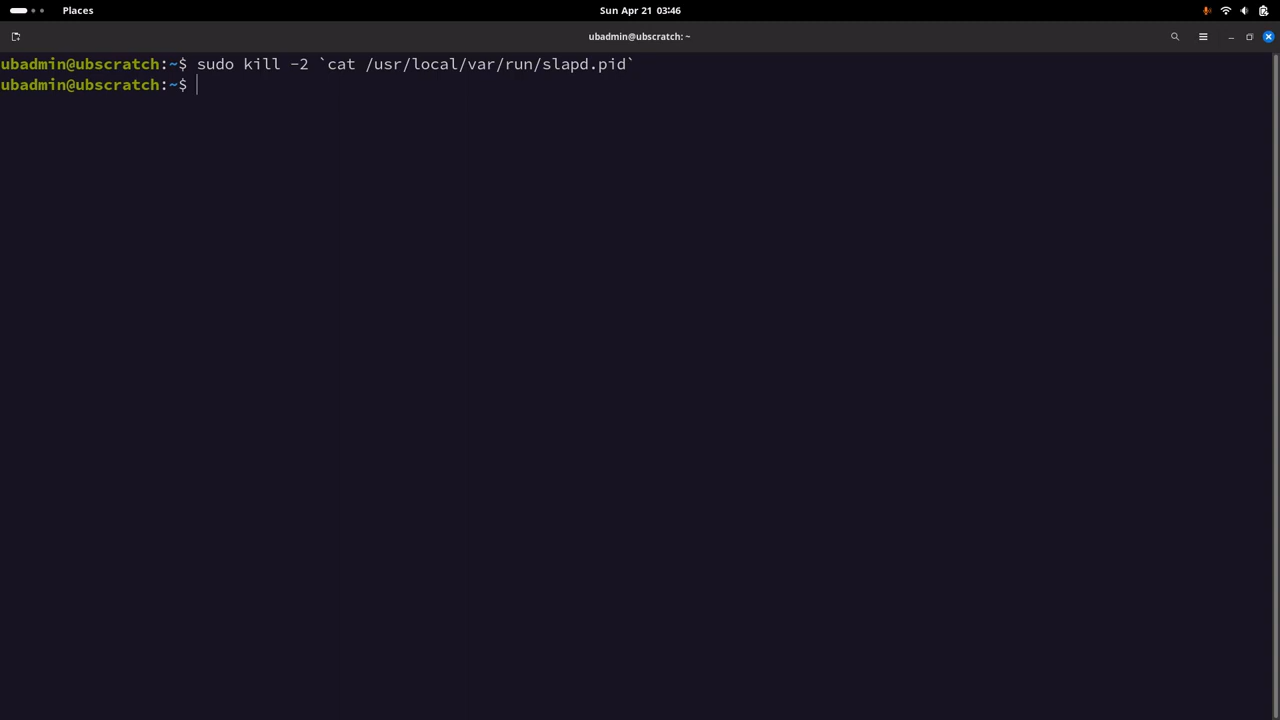 Places
Sun Apr 21 03:46
ubadmin@ubscratch: ~
ubadmin@ubscratch:~$ sudo kill -2 `cat /usr/local/var/run/slapd.pid`
ubadmin@ubscratch:~$